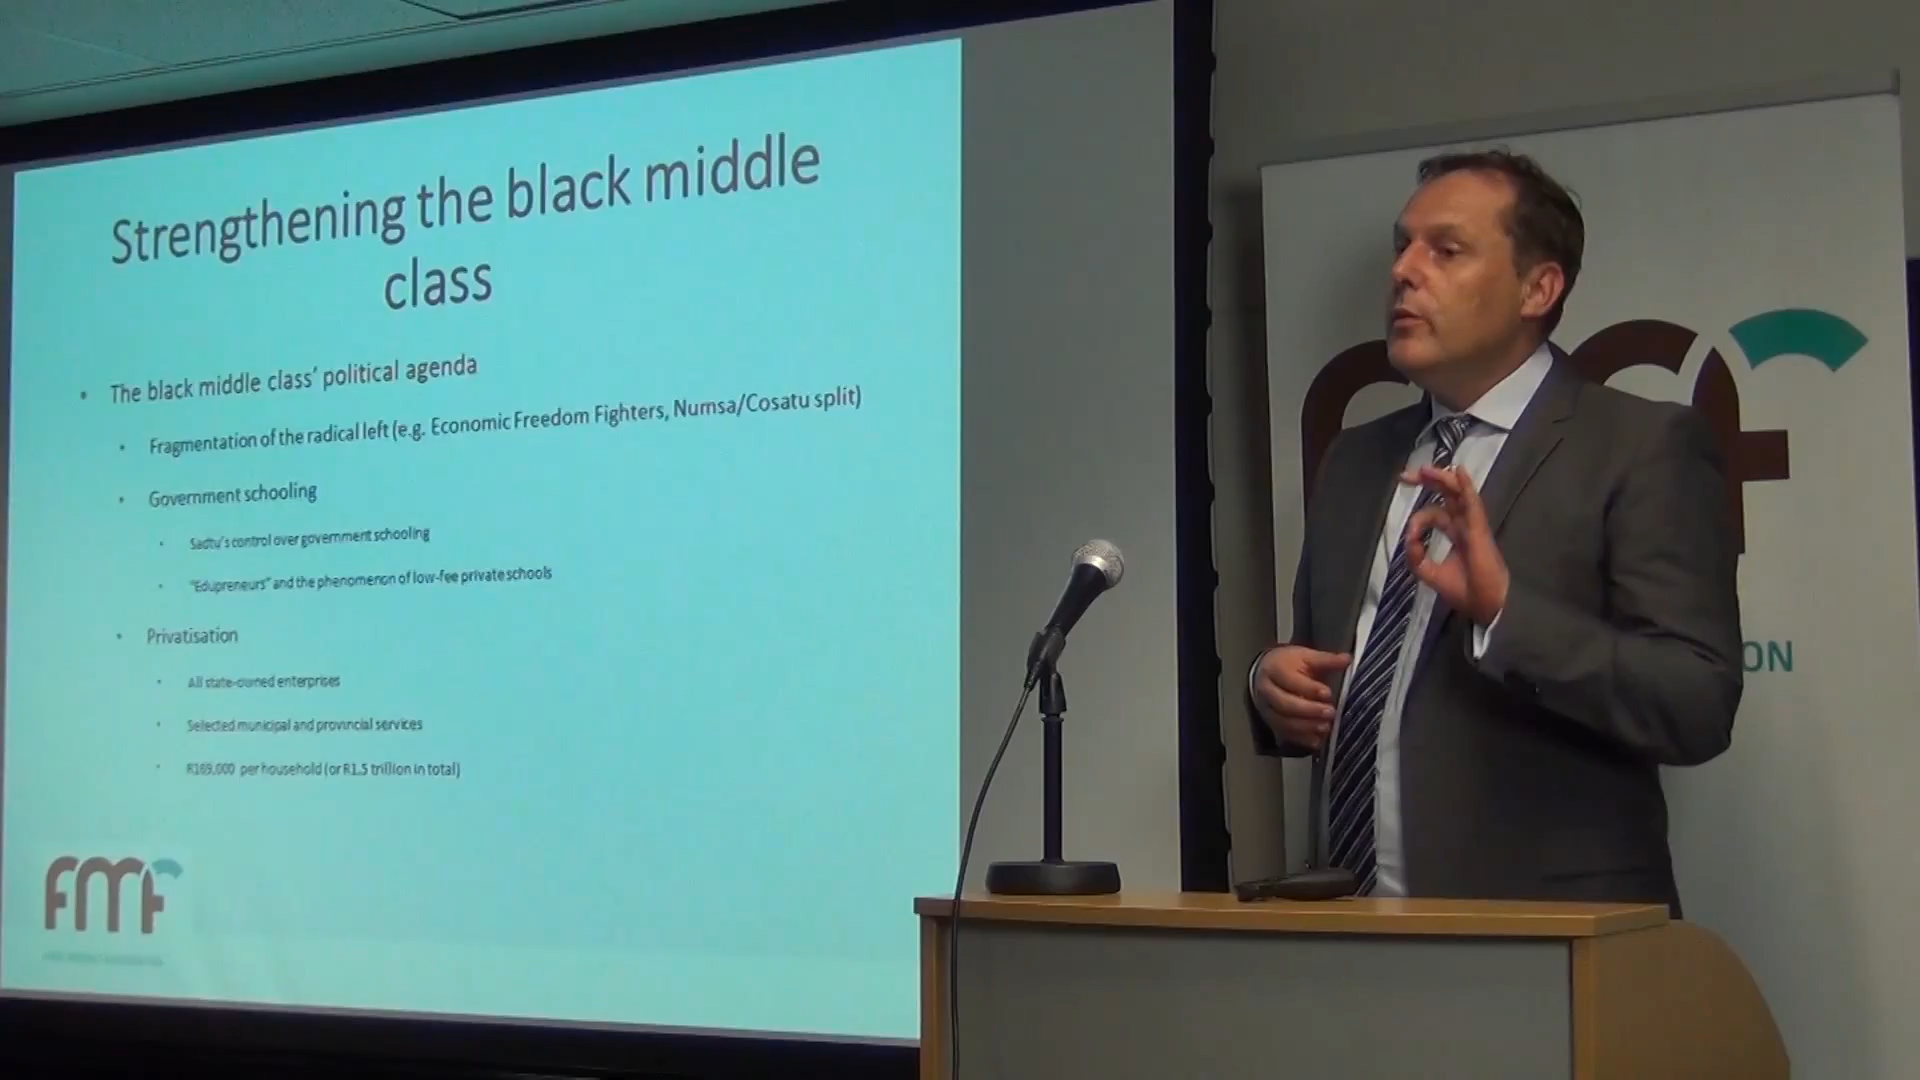 Strengthening the black middle
class
• The black middle class' political agenda
• Fragmentation of the radical left (e.g. Economic Freedom Fighters, Numsa/Cosatu split)
• Government schooling
• Sadtu's control over government schooling
• "Edupreneurs" and the phenomenon of low-fee private schools
• Privatisation
• All state-owned enterprises
• Selected municipal and provincial services
• R169,000 per household (or R1.5 trillion in total)
FMF
ON